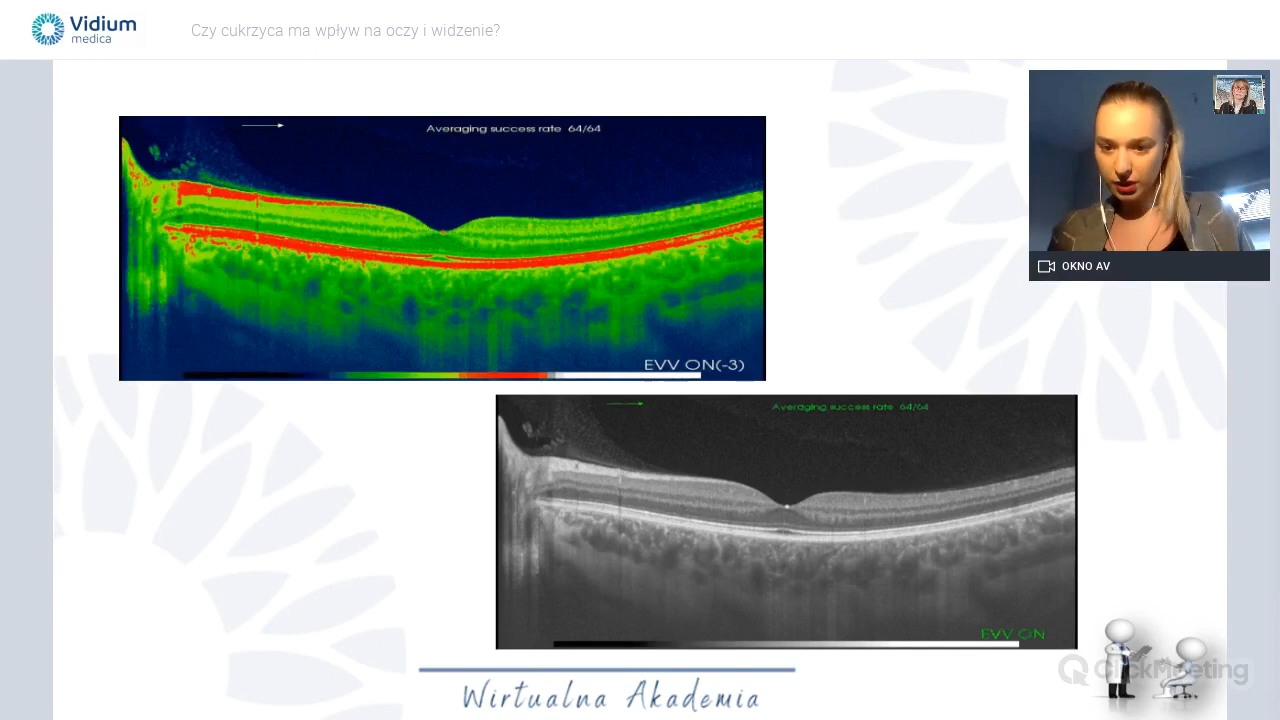 Vidium
medica
Czy cukrzyca ma wpływ na oczy i widzenie?
Averaging success rate 64/64
EVV ON(-3)
OKNO AV
Averaging success rate 64/64
EVV ON
ClickMeeting
Wirtualna Akademia